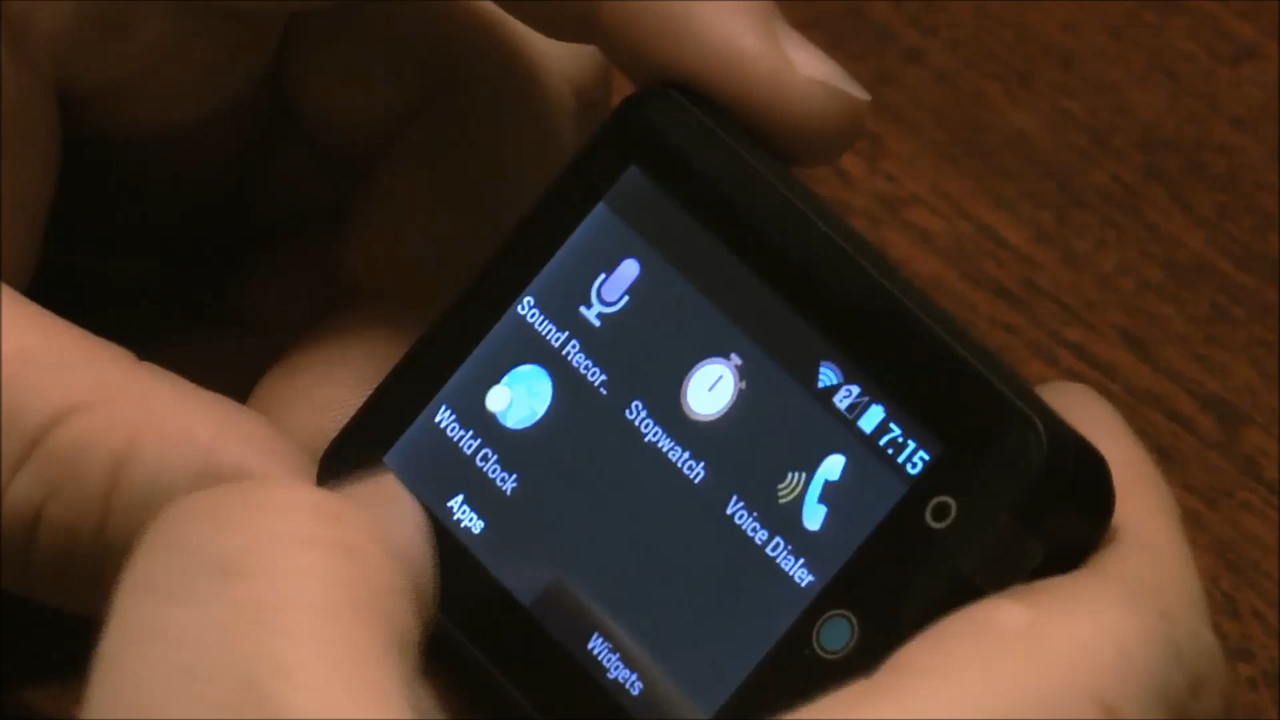 7:15
Sound Recor..
Stopwatch
Voice Dialer
World Clock
Apps
Widgets